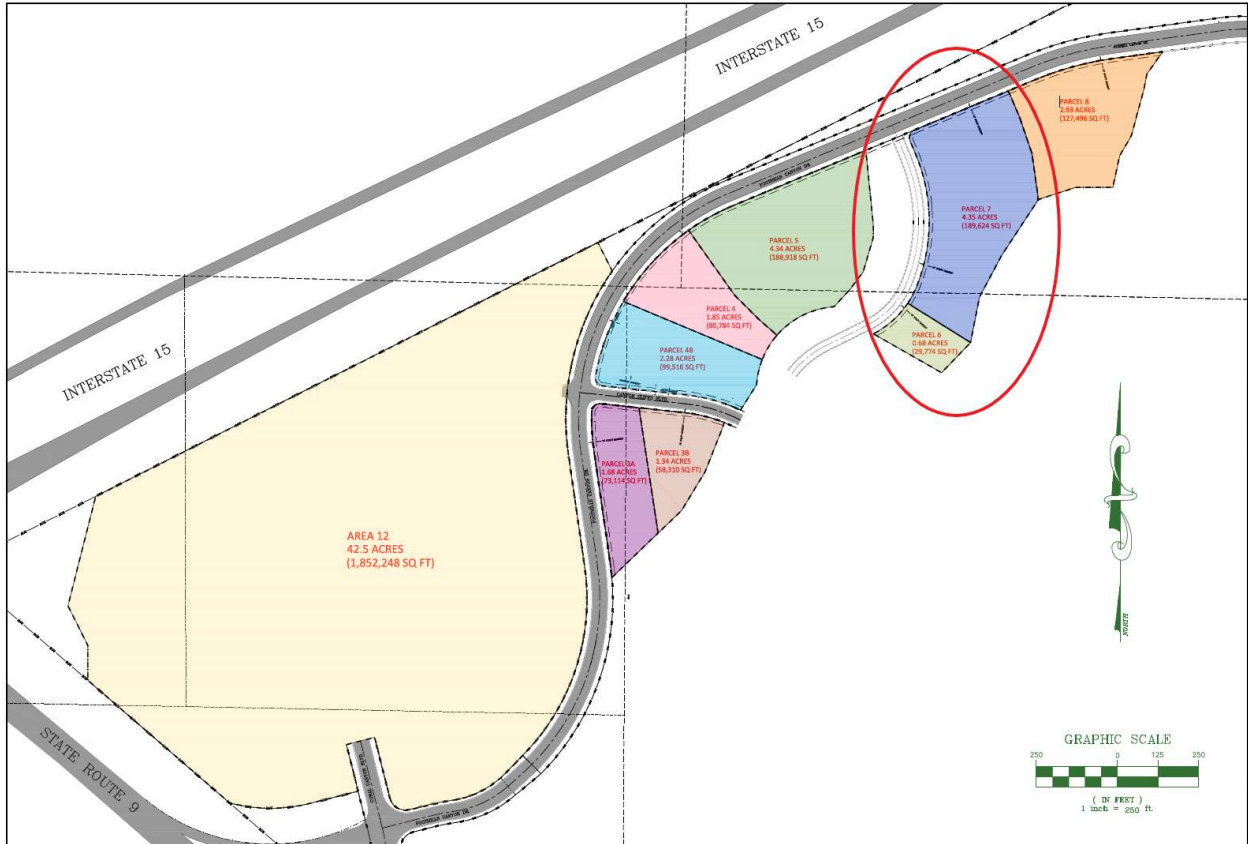 INTERSTATE 15
PARCEL 8
2.93 ACRES
(127,496 SQ FT)
FOOTHILLS CANYON DR
PARCEL 7
4.35 ACRES
(189,624 SQ FT)
PARCEL 5
4.34 ACRES
(188,918 SQ FT)
PARCEL 4
1.85 ACRES
(80,784 SQ FT)
PARCEL 6
0.68 ACRES
(29,774 SQ FT)
INTERSTATE 15
PARCEL 4B
2.28 ACRES
(99,516 SQ FT)
PARCEL 3A
1.68 ACRES
(73,114 SQ FT)
PARCEL 3B
1.34 ACRES
(58,310 SQ FT)
AREA 12
42.5 ACRES
(1,852,248 SQ FT)
NORTH
STATE ROUTE 9
GRAPHIC SCALE
250 0 125 250
( IN FEET )
1 inch = 250 ft.